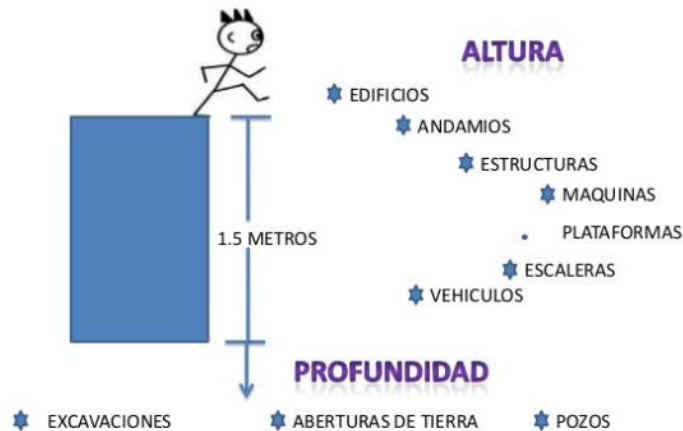 ALTURA
EDIFICIOS
ANDAMIOS
ESTRUCTURAS
MAQUINAS
1.5 METROS
PLATAFORMAS
ESCALERAS
VEHICULOS
PROFUNDIDAD
EXCAVACIONES
ABERTURAS DE TIERRA
POZOS